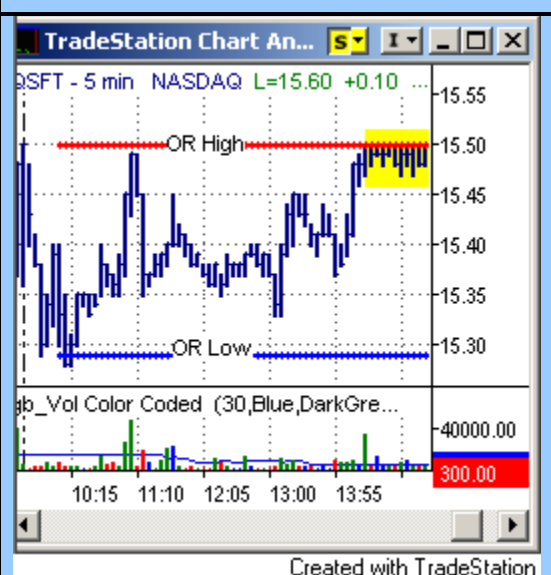 TradeStation Chart An... S I
QSFT - 5 min NASDAQ L=15.60 +0.10 ...
15.55
OR High
15.50
15.45
15.40
15.35
OR Low
15.30
gb_Vol Color Coded (30,Blue,DarkGre...
40000.00
300.00
10:15 11:10 12:05 13:00 13:55
Created with TradeStation